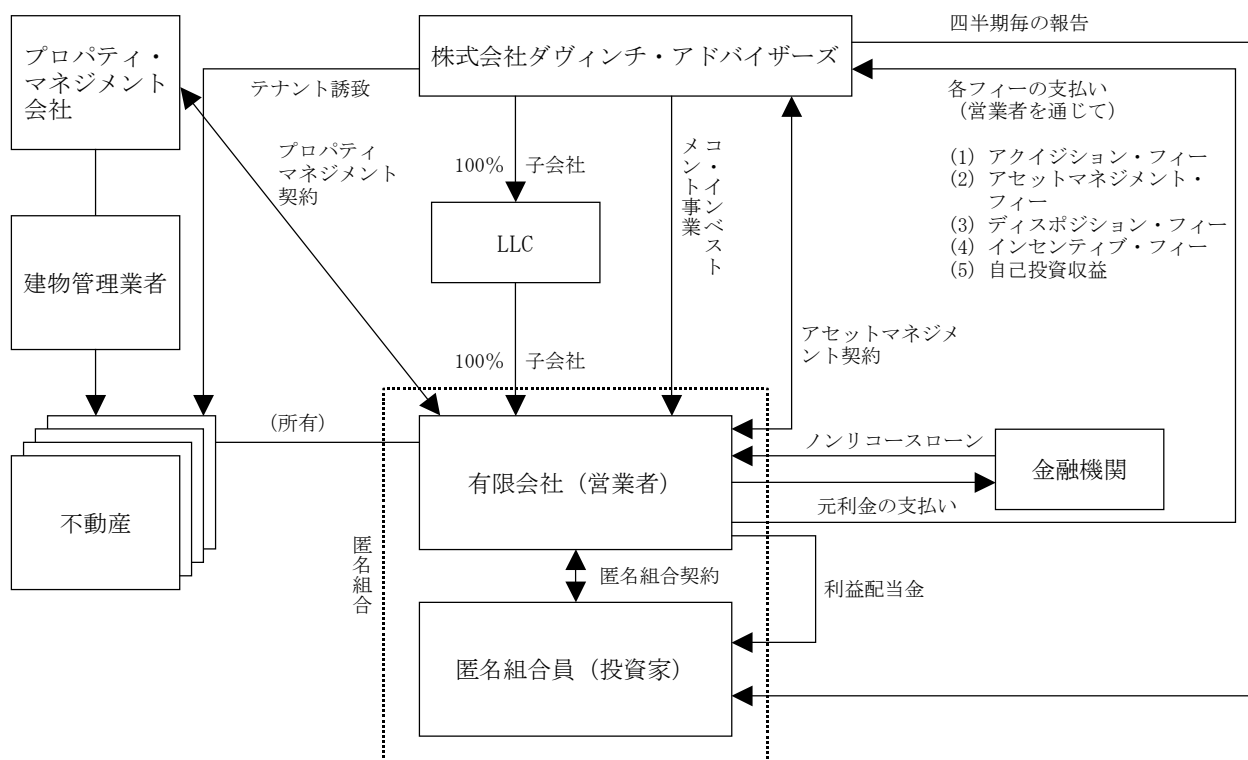 プロパティ・
マネジメント
会社
株式会社ダヴィンチ・アドバイザーズ
四半期毎の報告
テナント誘致
各フィーの支払い
(営業者を通じて)
(1) アクイジション・フィー
(2) アセットマネジメント・
フィー
(3) ディスポジション・フィー
(4) インセンティブ・フィー
(5) 自己投資収益
プロパティ
マネジメント
契約
100% 子会社
コ・インベスト
メント事業
LLC
建物管理業者
アセットマネジメ
ント契約
100% 子会社
(所有)
ノンリコースローン
有限会社(営業者)
金融機関
元利金の支払い
不動産
匿名組合
匿名組合契約
利益配当金
匿名組合員(投資家)